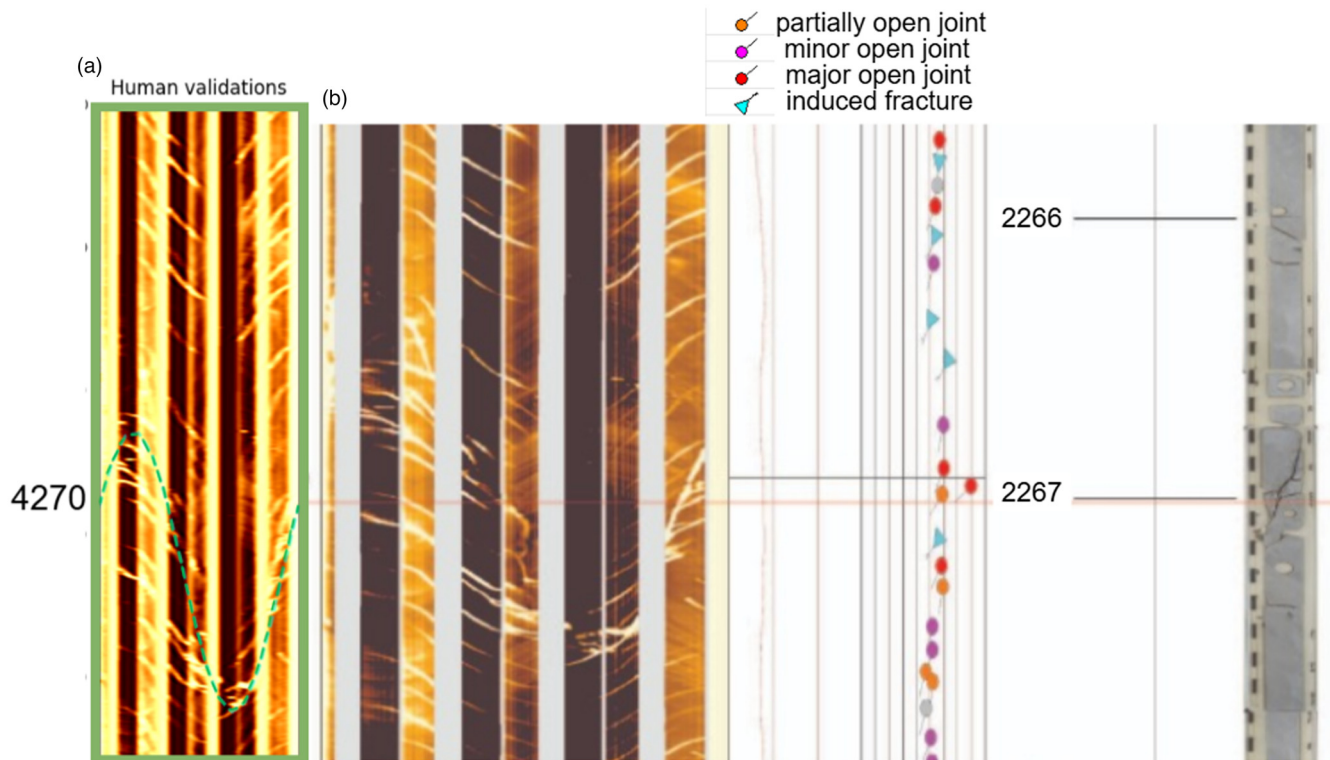 partially open joint
minor open joint
major open joint
induced fracture
(a)
Human validations
(b)
2266
4270
2267